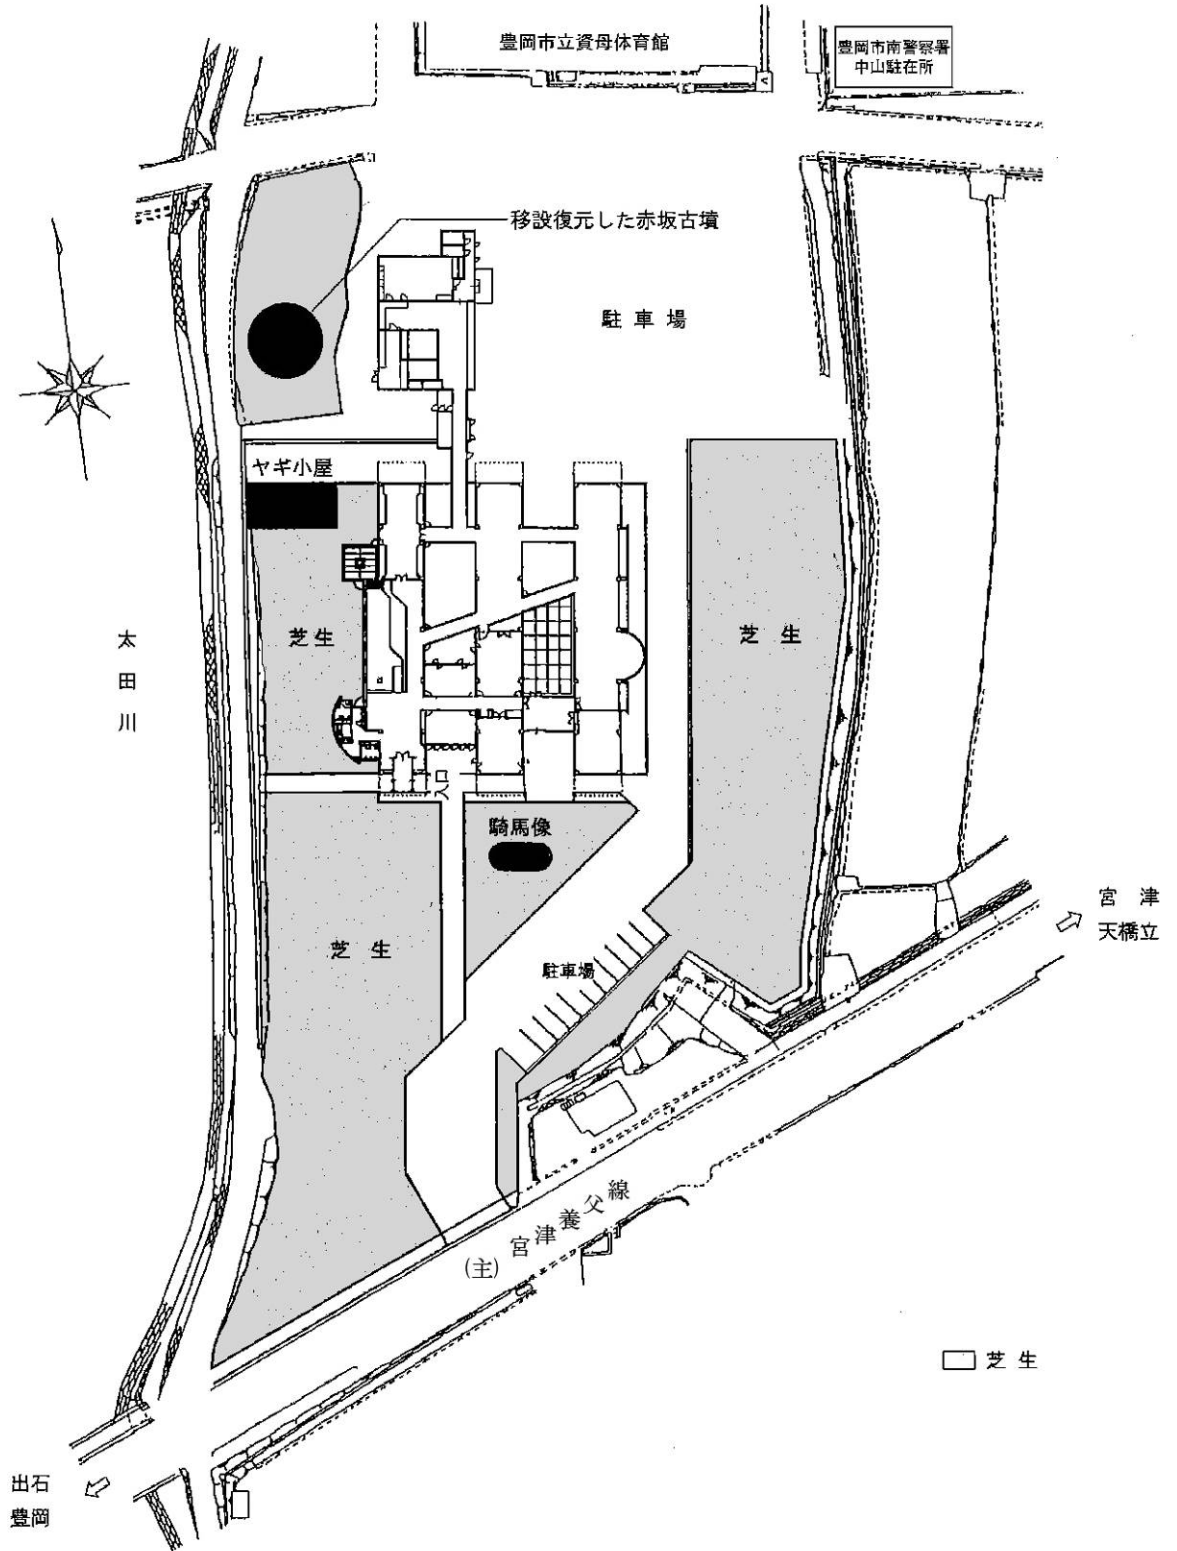 豊岡市立資母体育館
豊岡市南警察署
中山駐在所
移設復元した赤坂古墳
駐車場
ヤギ小屋
芝生
芝生
太田川
入口
騎馬像
芝生
駐車場
宮津
天橋立
(主)宮津養父線
芝生
出石
豊岡